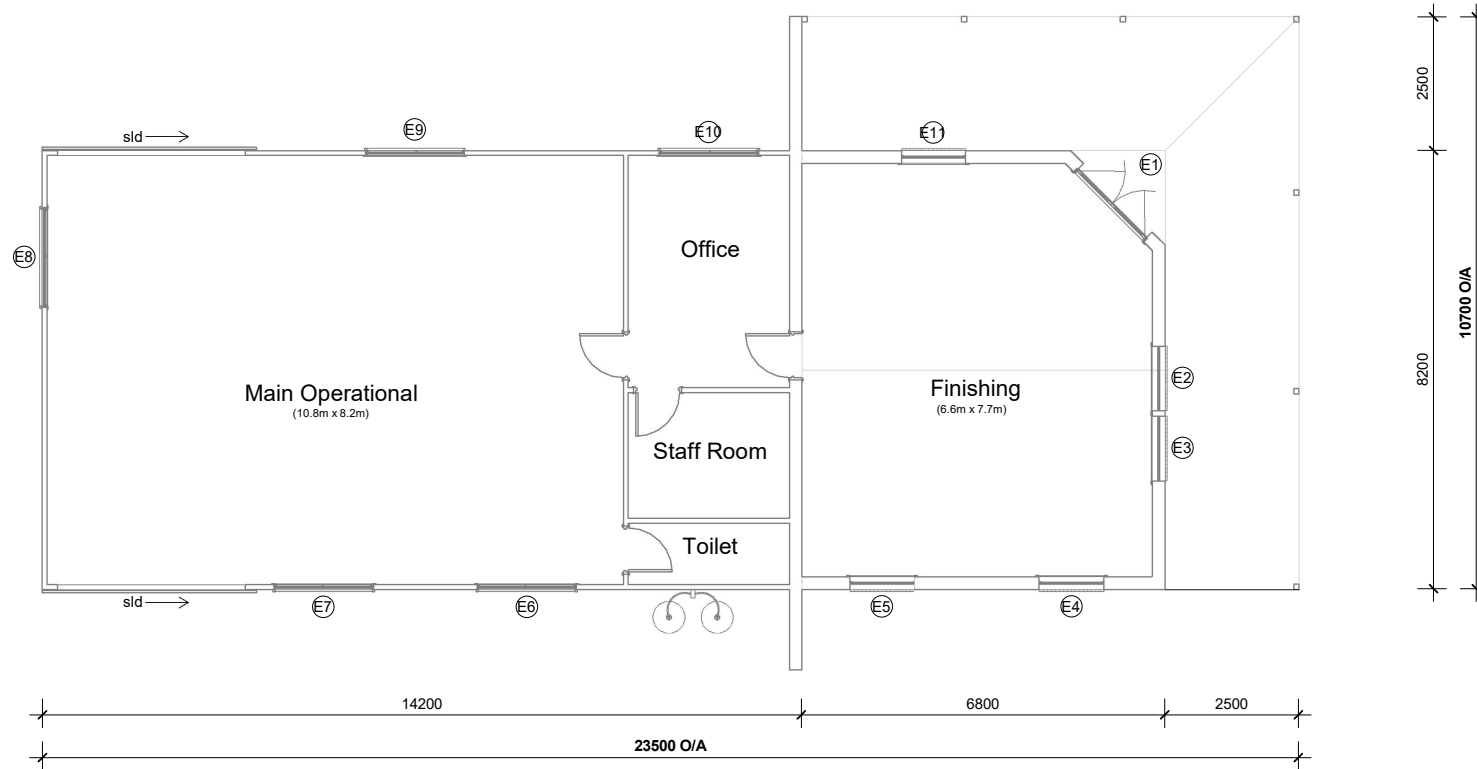 2500
sld
E9
E10
E11
E1
E8
Office
8200
10700 O/A
Main Operational
(10.8m x 8.2m)
Finishing
(6.6m x 7.7m)
E2
Staff Room
E3
Toilet
sld
E7
E6
E5
E4
14200
6800
2500
23500 O/A